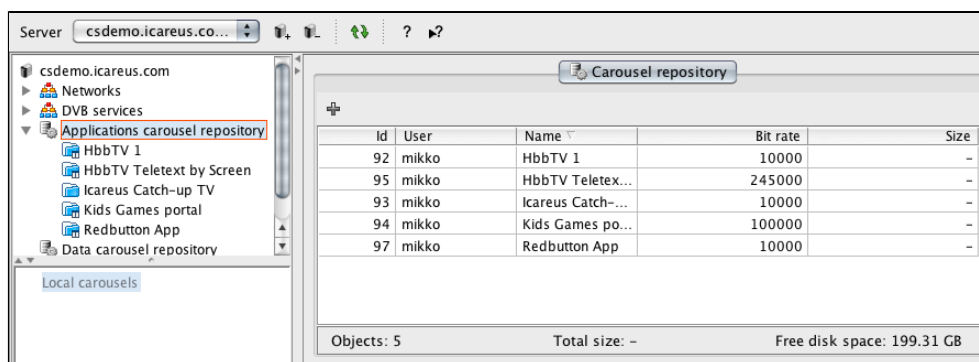 Server csdemo.icareus.co... ? ?
csdemo.icareus.com
Networks
DVB services
Applications carousel repository
HbbTV 1
HbbTV Teletext by Screen
Icareus Catch-up TV
Kids Games portal
Redbutton App
Data carousel repository
Local carousels
Carousel repository
Id User Name Bit rate Size
92 mikko HbbTV 1 10000 -
95 mikko HbbTV Teletex... 245000 -
93 mikko Icareus Catch-... 10000 -
94 mikko Kids Games po... 100000 -
97 mikko Redbutton App 10000 -
Objects: 5 Total size: - Free disk space: 199.31 GB